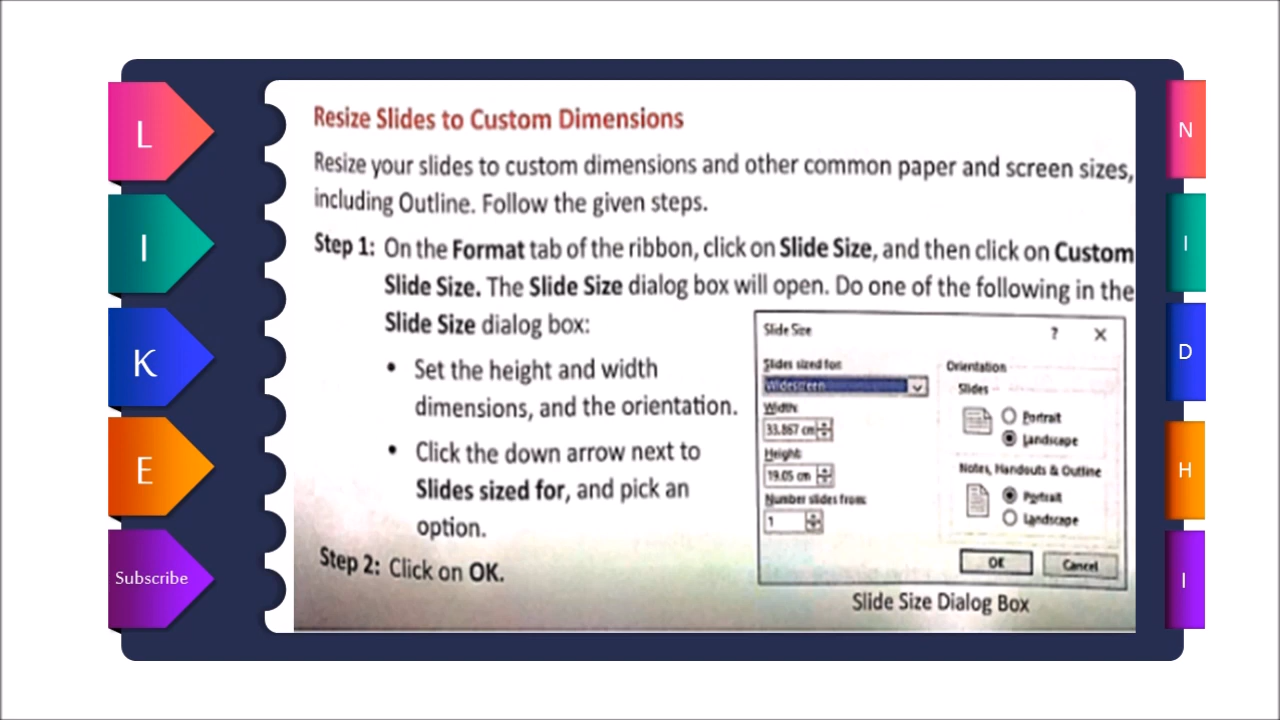 L
I
K
E
Subscribe
Resize Slides to Custom Dimensions
Resize your slides to custom dimensions and other common paper and screen sizes,
including Outline. Follow the given steps.
Step 1: On the Format tab of the ribbon, click on Slide Size, and then click on Custom
Slide Size. The Slide Size dialog box will open. Do one of the following in the
Slide Size dialog box:
• Set the height and width
dimensions, and the orientation.
• Click the down arrow next to
Slides sized for, and pick an
option.
Step 2: Click on OK.
Slide Size ? X
Slides sized for:
Widescreen
Width:
33.867 cm
Height:
19.05 cm
Number slides from:
1
Orientation
Slides
Portrait
Landscape
Notes, Handouts & Outline
Portrait
Landscape
OK Cancel
Slide Size Dialog Box
N
I
D
H
I